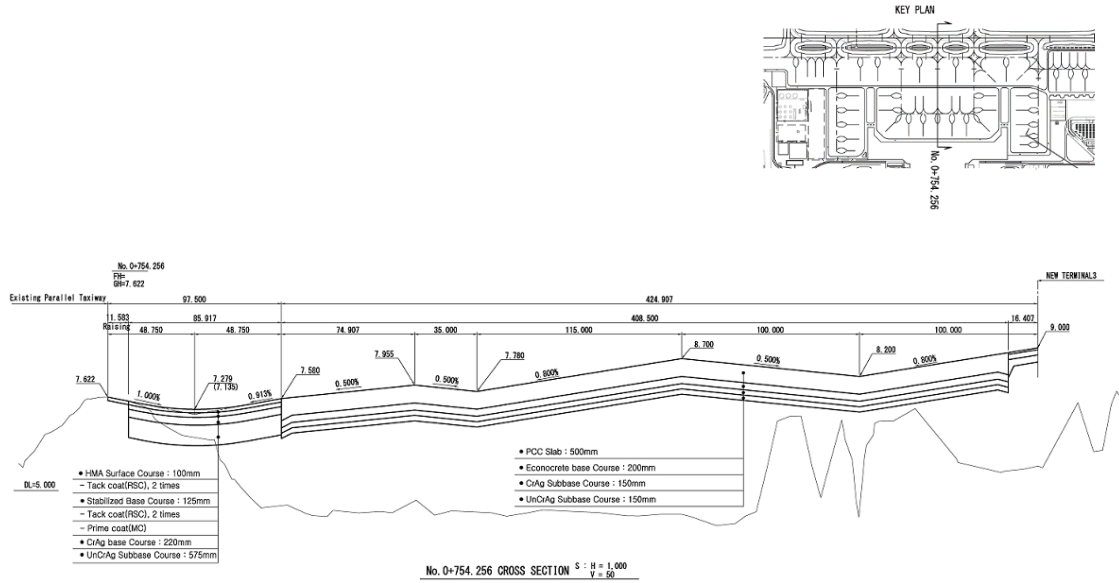 KEY PLAN
No. 0+754.256
No. 0+754.256
FH=
GH=7.622
NEW TERMINAL3
Existing Parallel Taxiway
97.500
424.907
11.583
85.917
408.500
16.407
Raising
48.750
48.750
74.907
35.000
115.000
100.000
100.000
9.000
8.700
8.200
7.955
7.780
7.622
7.279
(7.135)
7.580
1.000%
0.913%
0.500%
0.500%
0.800%
0.500%
0.800%
DL=5.000
• HMA Surface Course : 100mm
- Tack coat(RSC), 2 times
• Stabilized Base Course : 125mm
- Tack coat(RSC), 2 times
- Prime coat(MC)
• CrAg base Course : 220mm
• UnCrAg Subbase Course : 575mm
• PCC Slab : 500mm
• Econocrete base Course : 200mm
• CrAg Subbase Course : 150mm
• UnCrAg Subbase Course : 150mm
No. 0+754.256 CROSS SECTION S : H = 1,000
V = 50